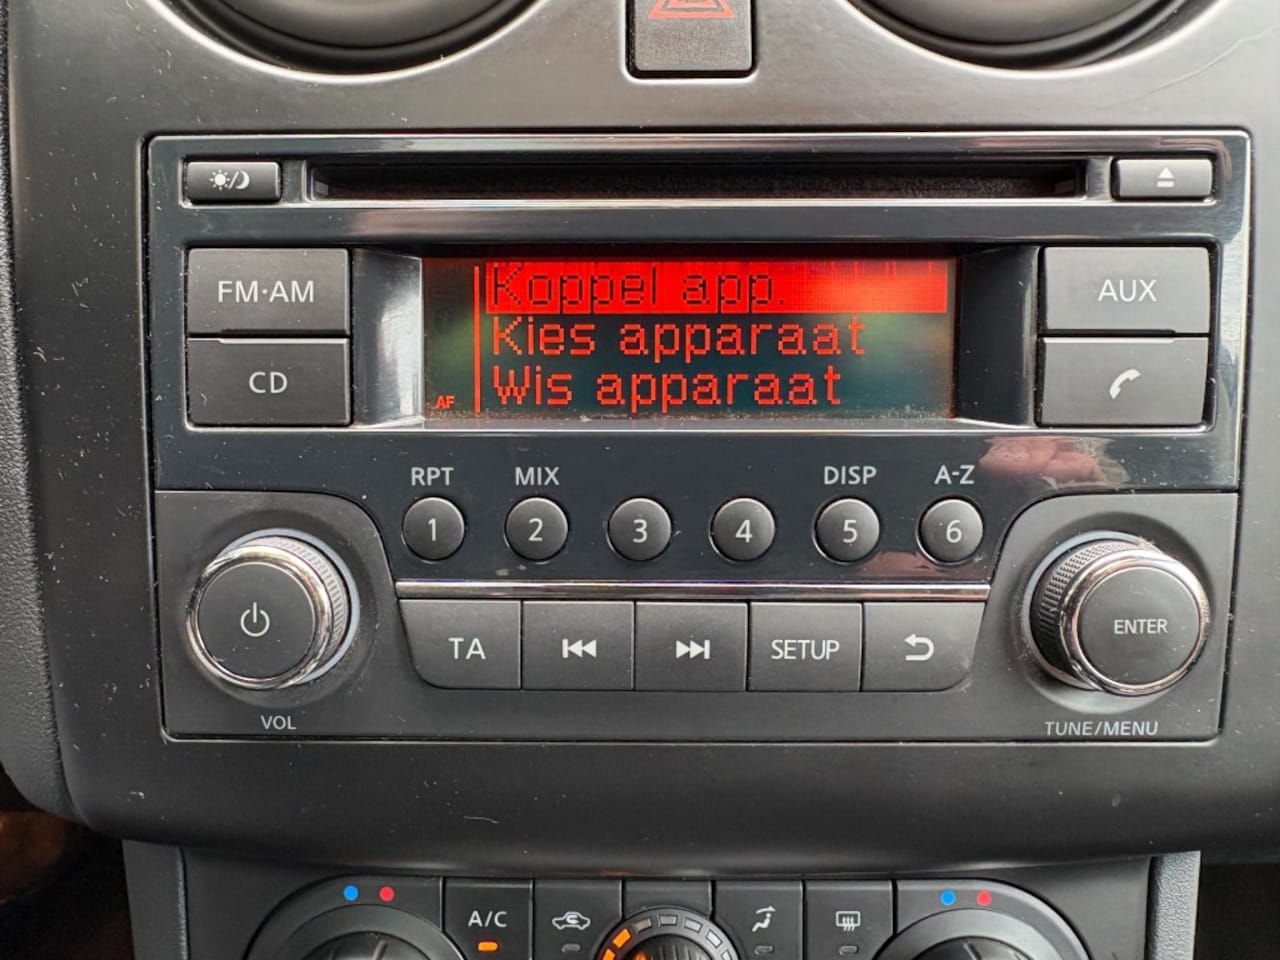 FM·AM
CD
AUX
Koppel app.
Kies apparaat
Wis apparaat
AF
RPT MIX DISP A-Z
1 2 3 4 5 6
TA SETUP
ENTER
VOL
TUNE/MENU
A/C